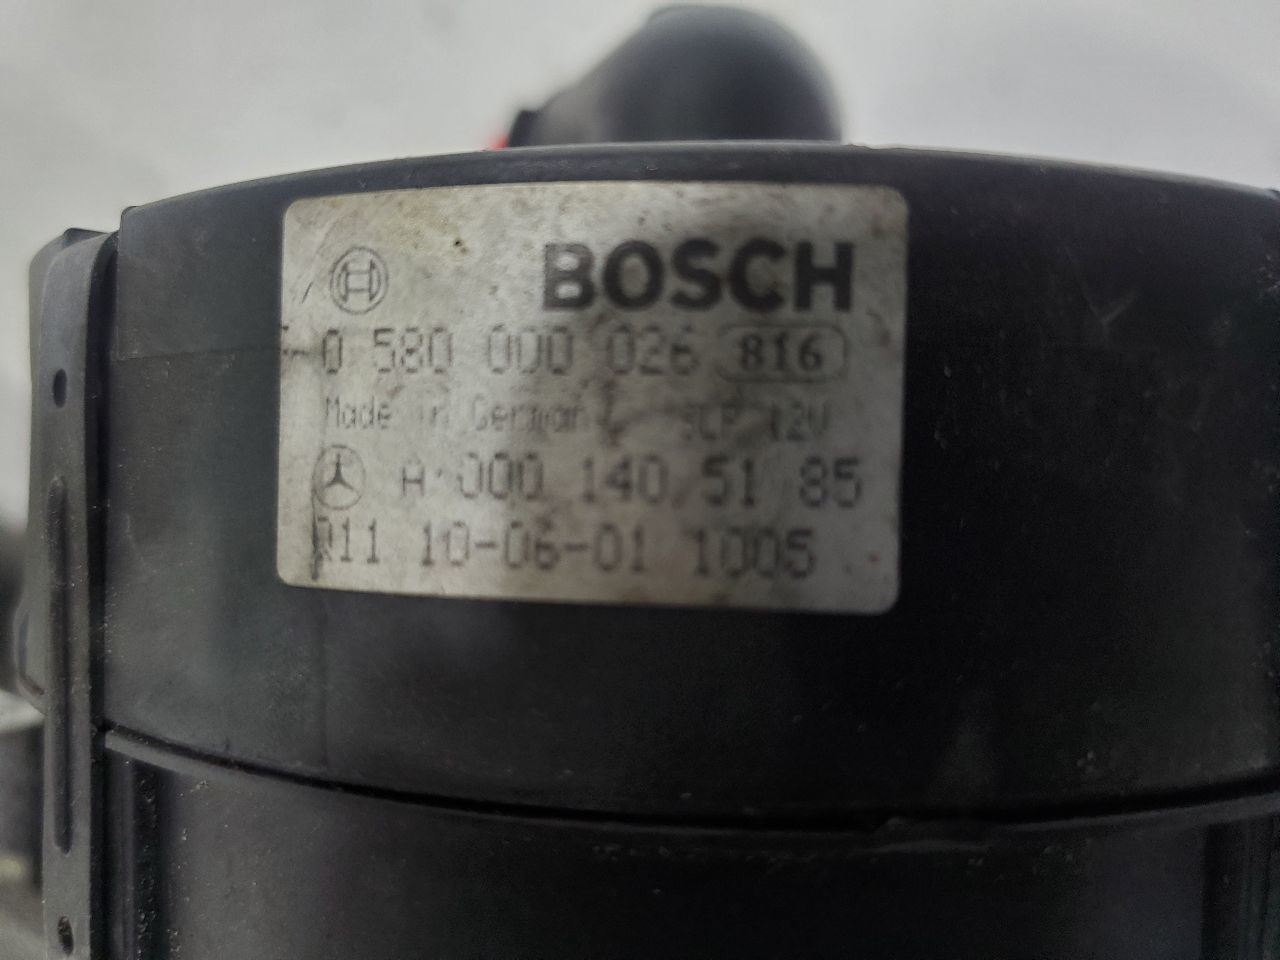 BOSCH
0 580 000 026 816
Made in Germany SLP 12V
A 000 140 51 85
Q11 10-06-01 1005